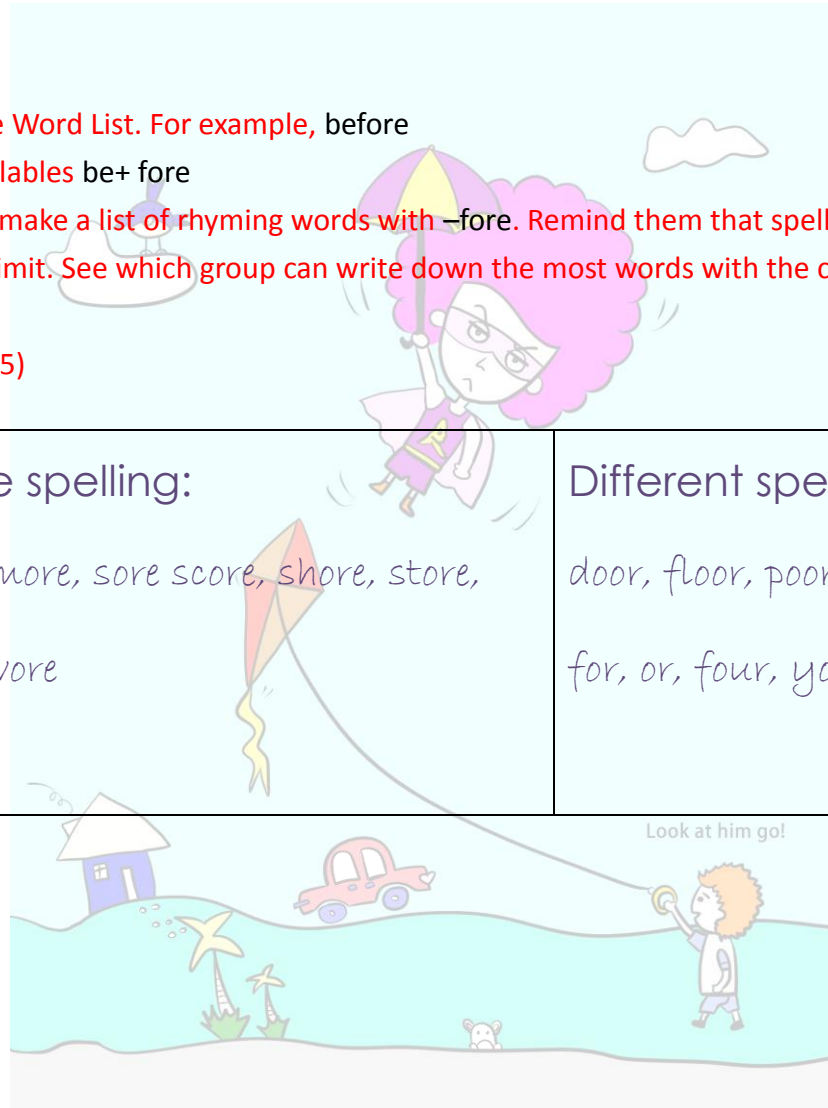 e Word List. For example, before
lables be+ fore
make a list of rhyming words with –fore. Remind them that spell
imit. See which group can write down the most words with the c
5)
e spelling:
more, sore score, shore, store,
wore
Different spe
door, floor, poor
for, or, four, yo
Look at him go!